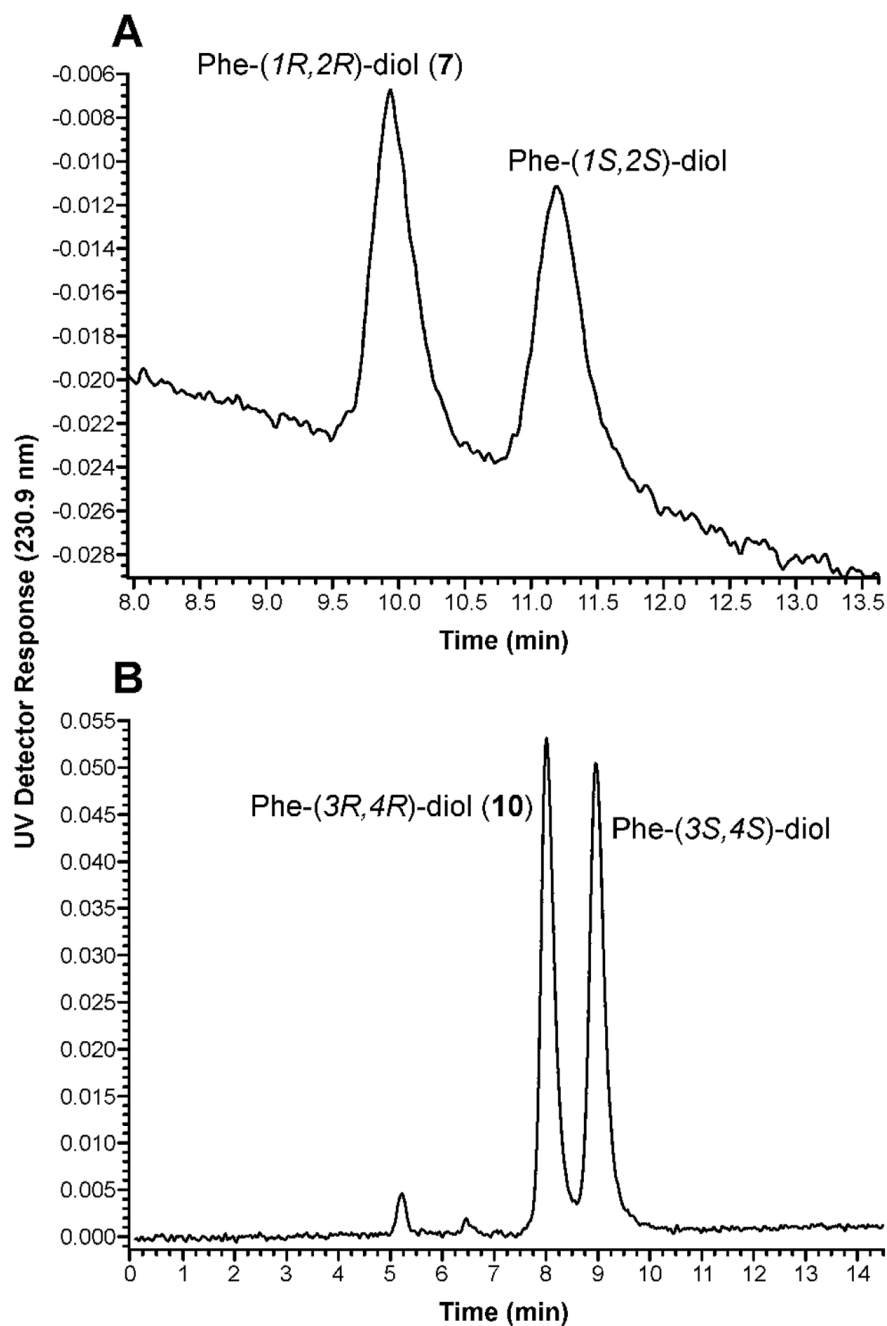 A
Phe-(1R,2R)-diol (7)
Phe-(1S,2S)-diol
-0.006
-0.008
-0.010
-0.012
-0.014
-0.016
-0.018
-0.020
-0.022
-0.024
-0.026
-0.028
8.0 8.5 9.0 9.5 10.0 10.5 11.0 11.5 12.0 12.5 13.0 13.5
Time (min)
UV Detector Response (230.9 nm)
B
Phe-(3R,4R)-diol (10)
Phe-(3S,4S)-diol
0.055
0.050
0.045
0.040
0.035
0.030
0.025
0.020
0.015
0.010
0.005
0.000
0 1 2 3 4 5 6 7 8 9 10 11 12 13 14
Time (min)